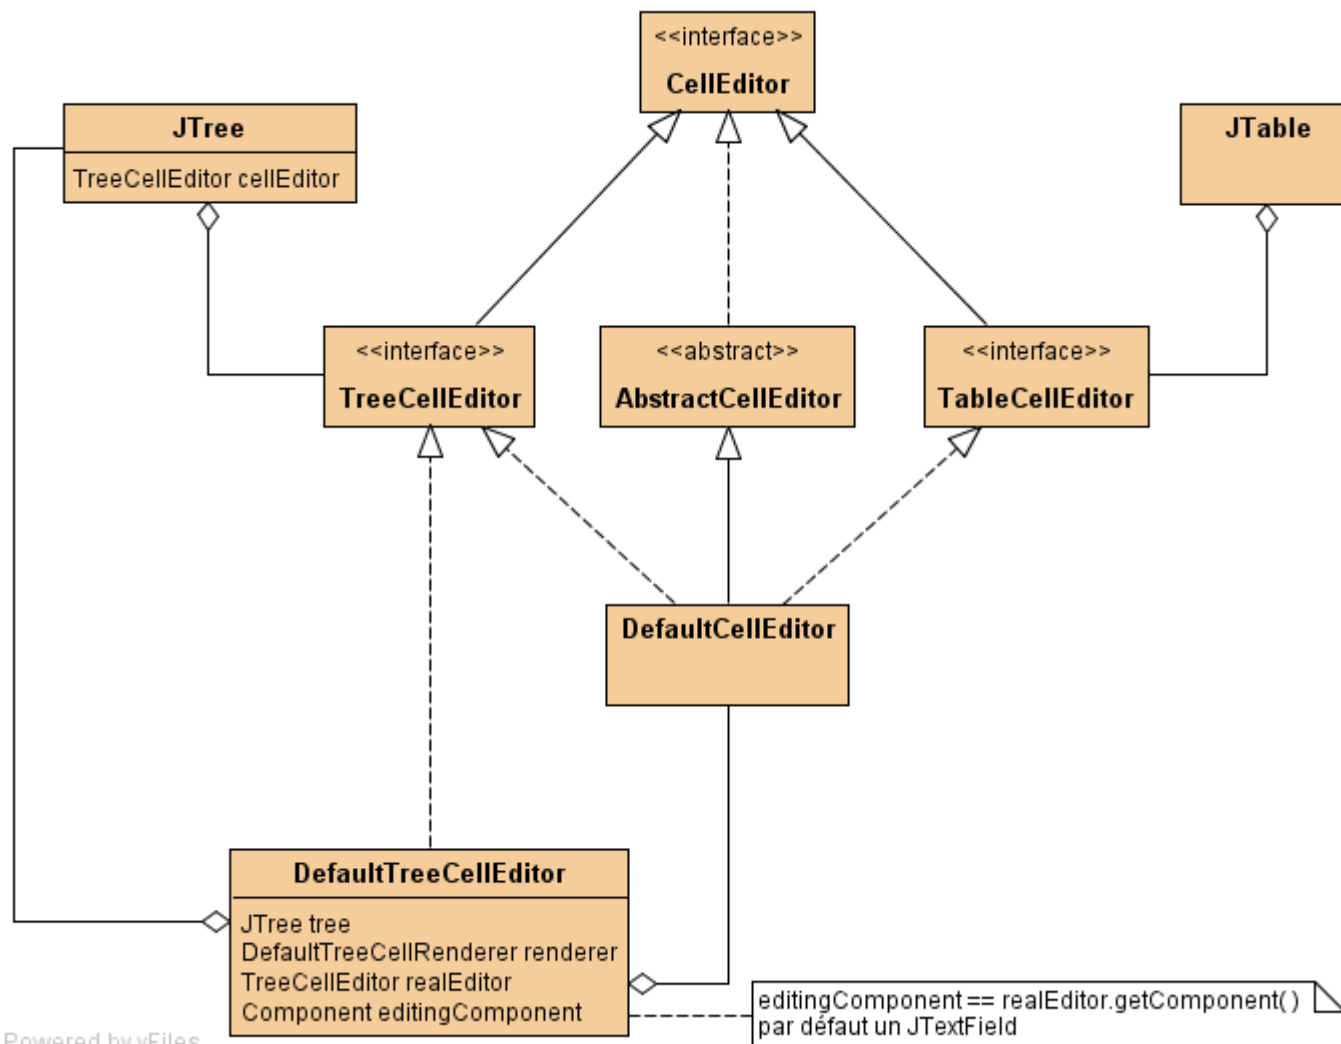 <<interface>>
CellEditor
JTree
TreeCellEditor cellEditor
JTable
<<interface>>
TreeCellEditor
<<abstract>>
AbstractCellEditor
<<interface>>
TableCellEditor
DefaultCellEditor
DefaultTreeCellEditor
JTree tree
DefaultTreeCellRenderer renderer
TreeCellEditor realEditor
Component editingComponent
editingComponent == realEditor.getComponent( )
par défaut un JTextField
Powered by yFiles